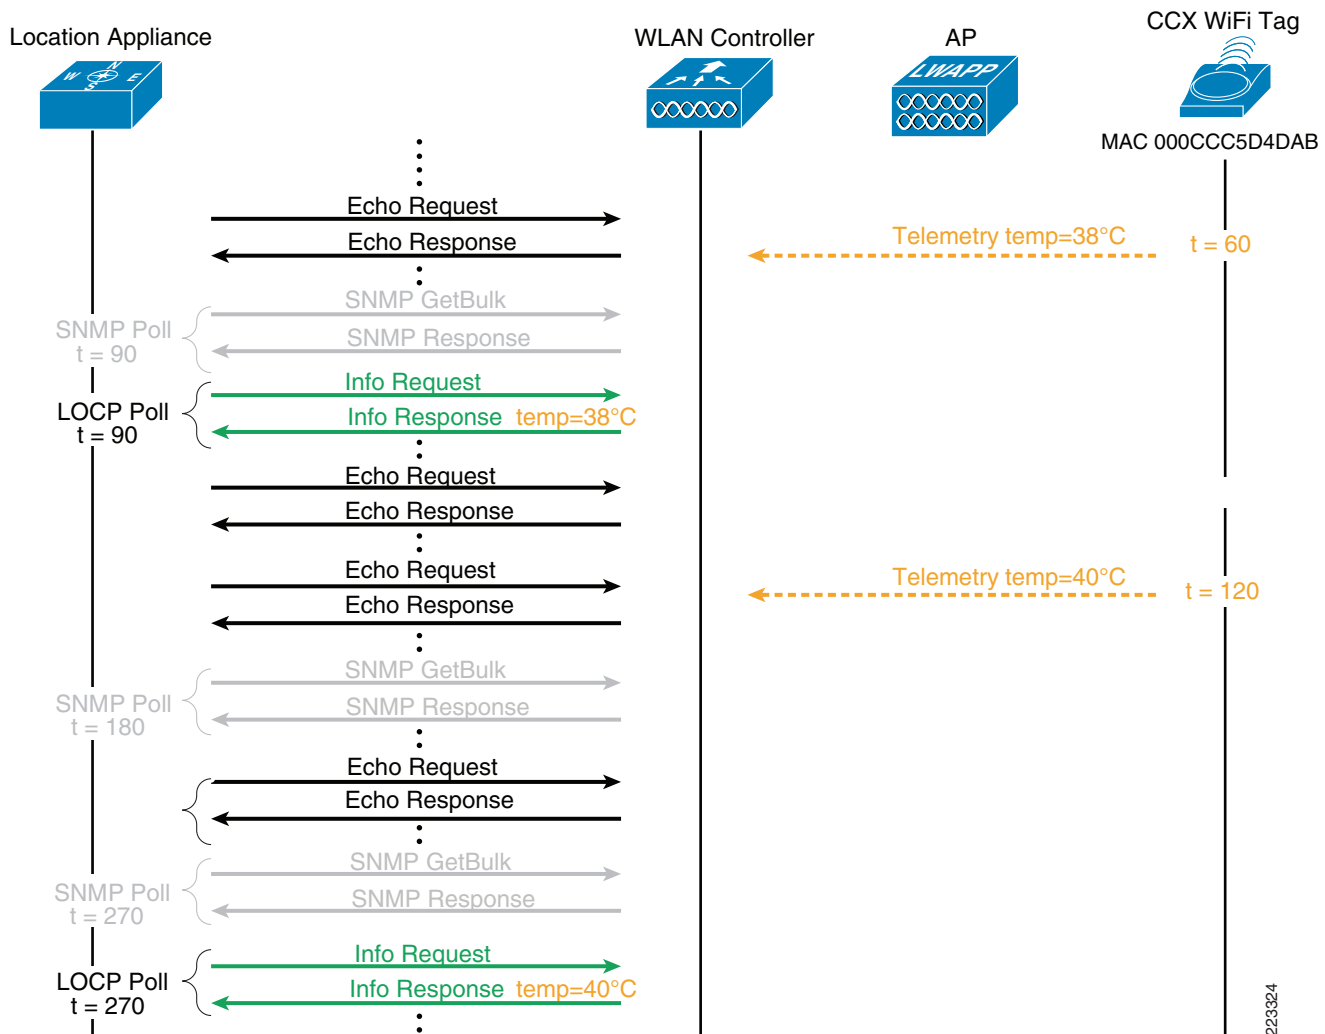 Location Appliance
WLAN Controller
AP
CCX WiFi Tag
N
W
E
S
LWAPP
MAC 000CCC5D4DAB
Echo Request
Echo Response
Telemetry temp=38°C
t = 60
SNMP GetBulk
SNMP Poll
t = 90
SNMP Response
Info Request
LOCP Poll
t = 90
Info Response temp=38°C
Echo Request
Echo Response
Echo Request
Telemetry temp=40°C
t = 120
Echo Response
SNMP GetBulk
SNMP Poll
t = 180
SNMP Response
Echo Request
Echo Response
SNMP GetBulk
SNMP Poll
t = 270
SNMP Response
Info Request
LOCP Poll
t = 270
Info Response temp=40°C
223324